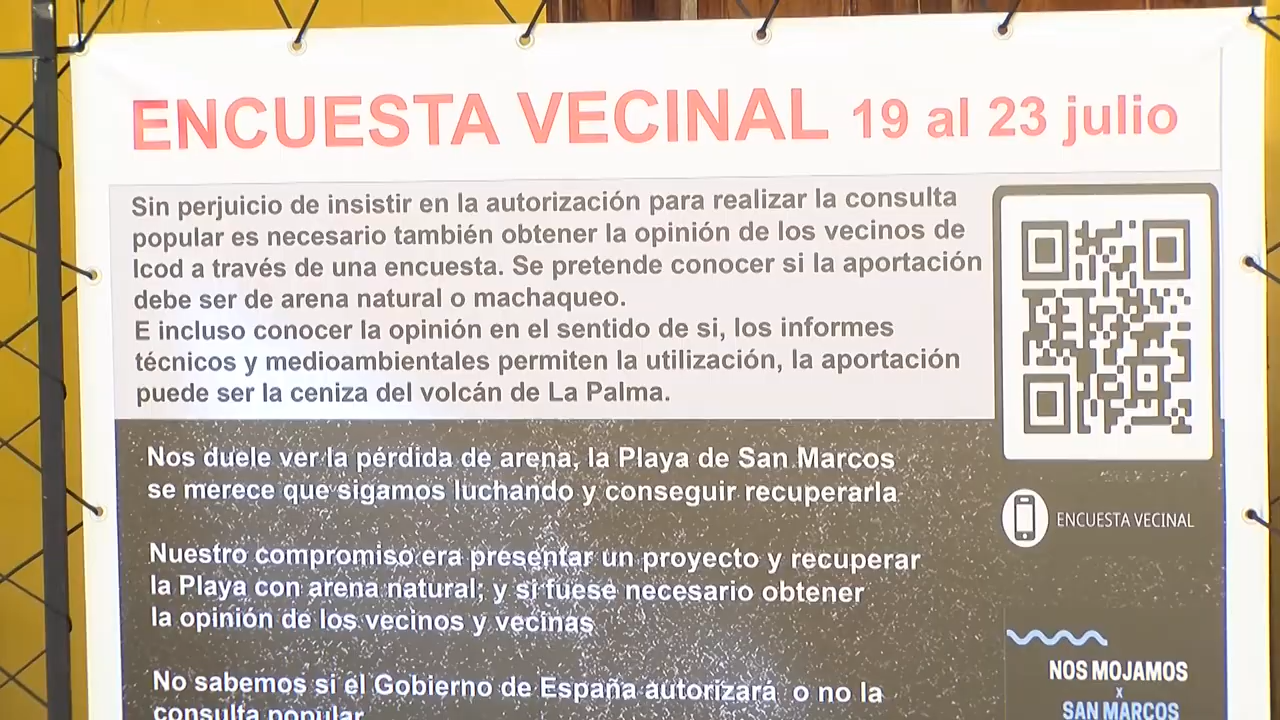 ENCUESTA VECINAL 19 al 23 julio
Sin perjuicio de insistir en la autorización para realizar la consulta
popular es necesario también obtener la opinión de los vecinos de
Icod a través de una encuesta. Se pretende conocer si la aportación
debe ser de arena natural o machaqueo.
E incluso conocer la opinión en el sentido de si, los informes
técnicos y medioambientales permiten la utilización, la aportación
puede ser la ceniza del volcán de La Palma.
Nos duele ver la pérdida de arena, la Playa de San Marcos
se merece que sigamos luchando y conseguir recuperarla
Nuestro compromiso era presentar un proyecto y recuperar
la Playa con arena natural; y si fuese necesario obtener
la opinión de los vecinos y vecinas
No sabemos si el Gobierno de España autorizará o no la
consulta popular
ENCUESTA VECINAL
NOS MOJAMOS
x
SAN MARCOS